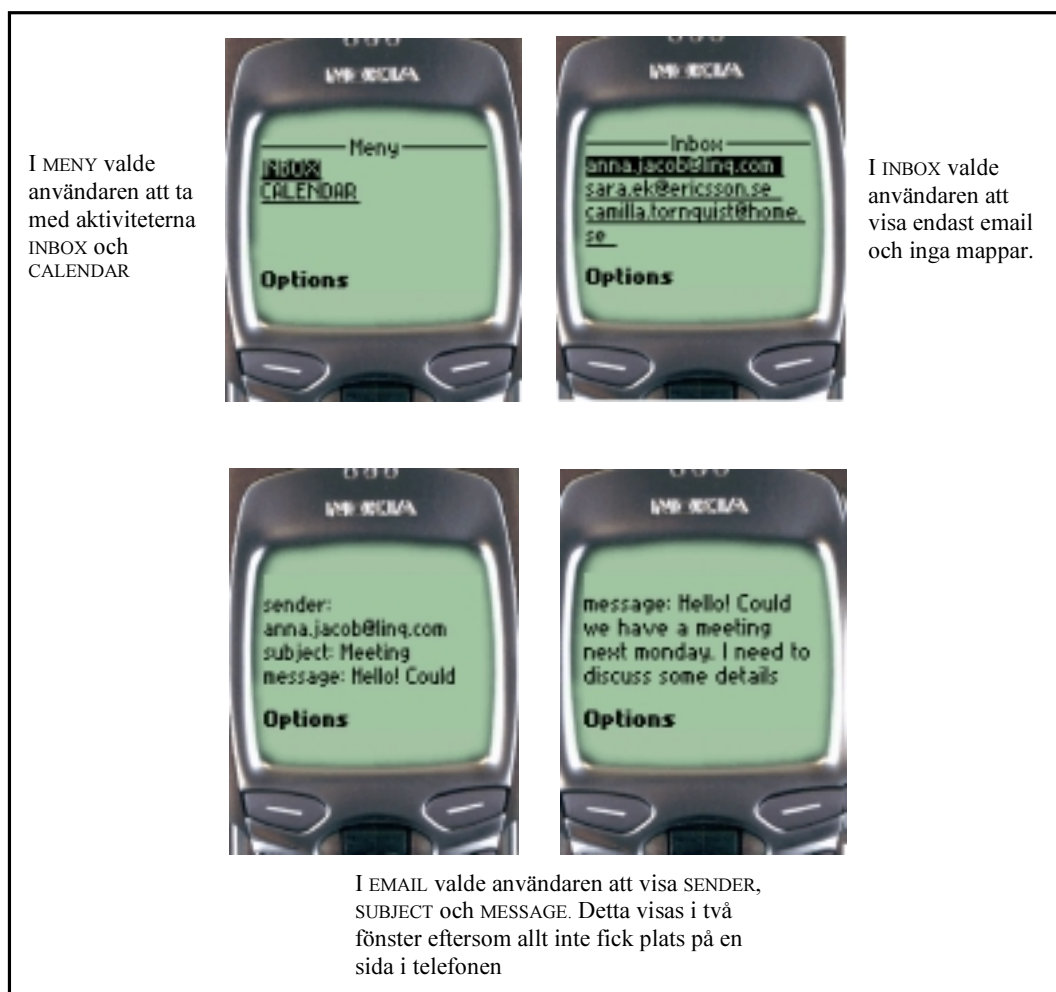 NOKIA
Meny
INBOX
CALENDAR
Options
I MENY valde
användaren att ta
med aktiviteterna
INBOX och
CALENDAR
NOKIA
Inbox
anna.jacob@linq.com
sara.ek@ericsson.se
camilla.tornquist@home.
se
Options
I INBOX valde
användaren att
visa endast email
och inga mappar.
NOKIA
sender:
anna.jacob@linq.com
subject: Meeting
message: Hello! Could
Options
NOKIA
message: Hello! Could
we have a meeting
next monday. I need to
discuss some details
Options
I EMAIL valde användaren att visa SENDER,
SUBJECT och MESSAGE. Detta visas i två
fönster eftersom allt inte fick plats på en
sida i telefonen